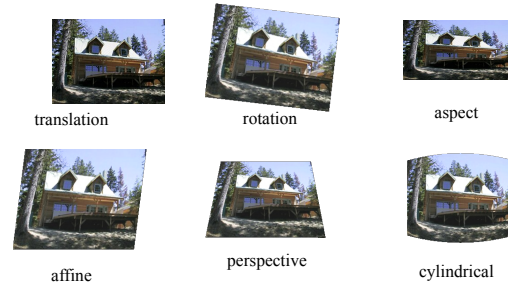 translation
rotation
aspect
affine
perspective
cylindrical